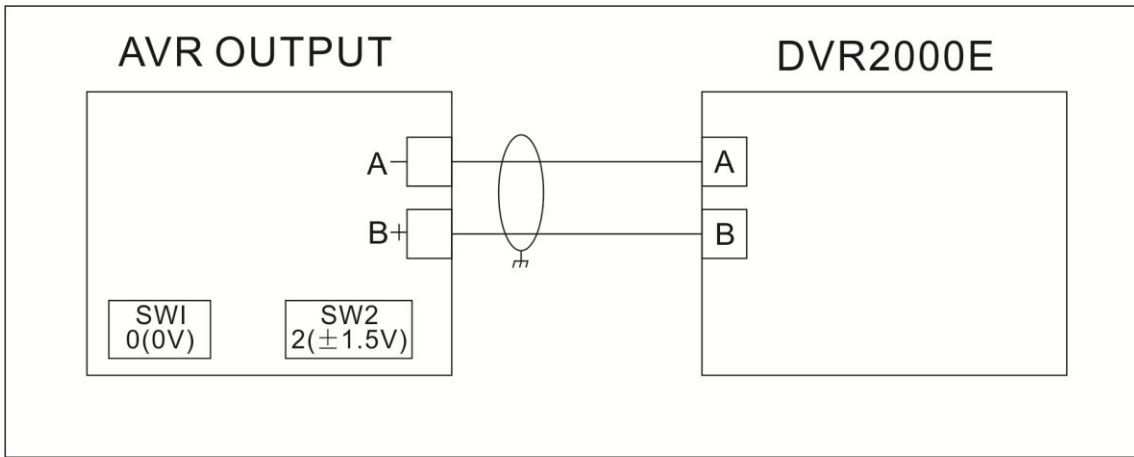 AVR OUTPUT
DVR2000E
A−
A
B+
B
SWI
0(0V)
SW2
2(±1.5V)